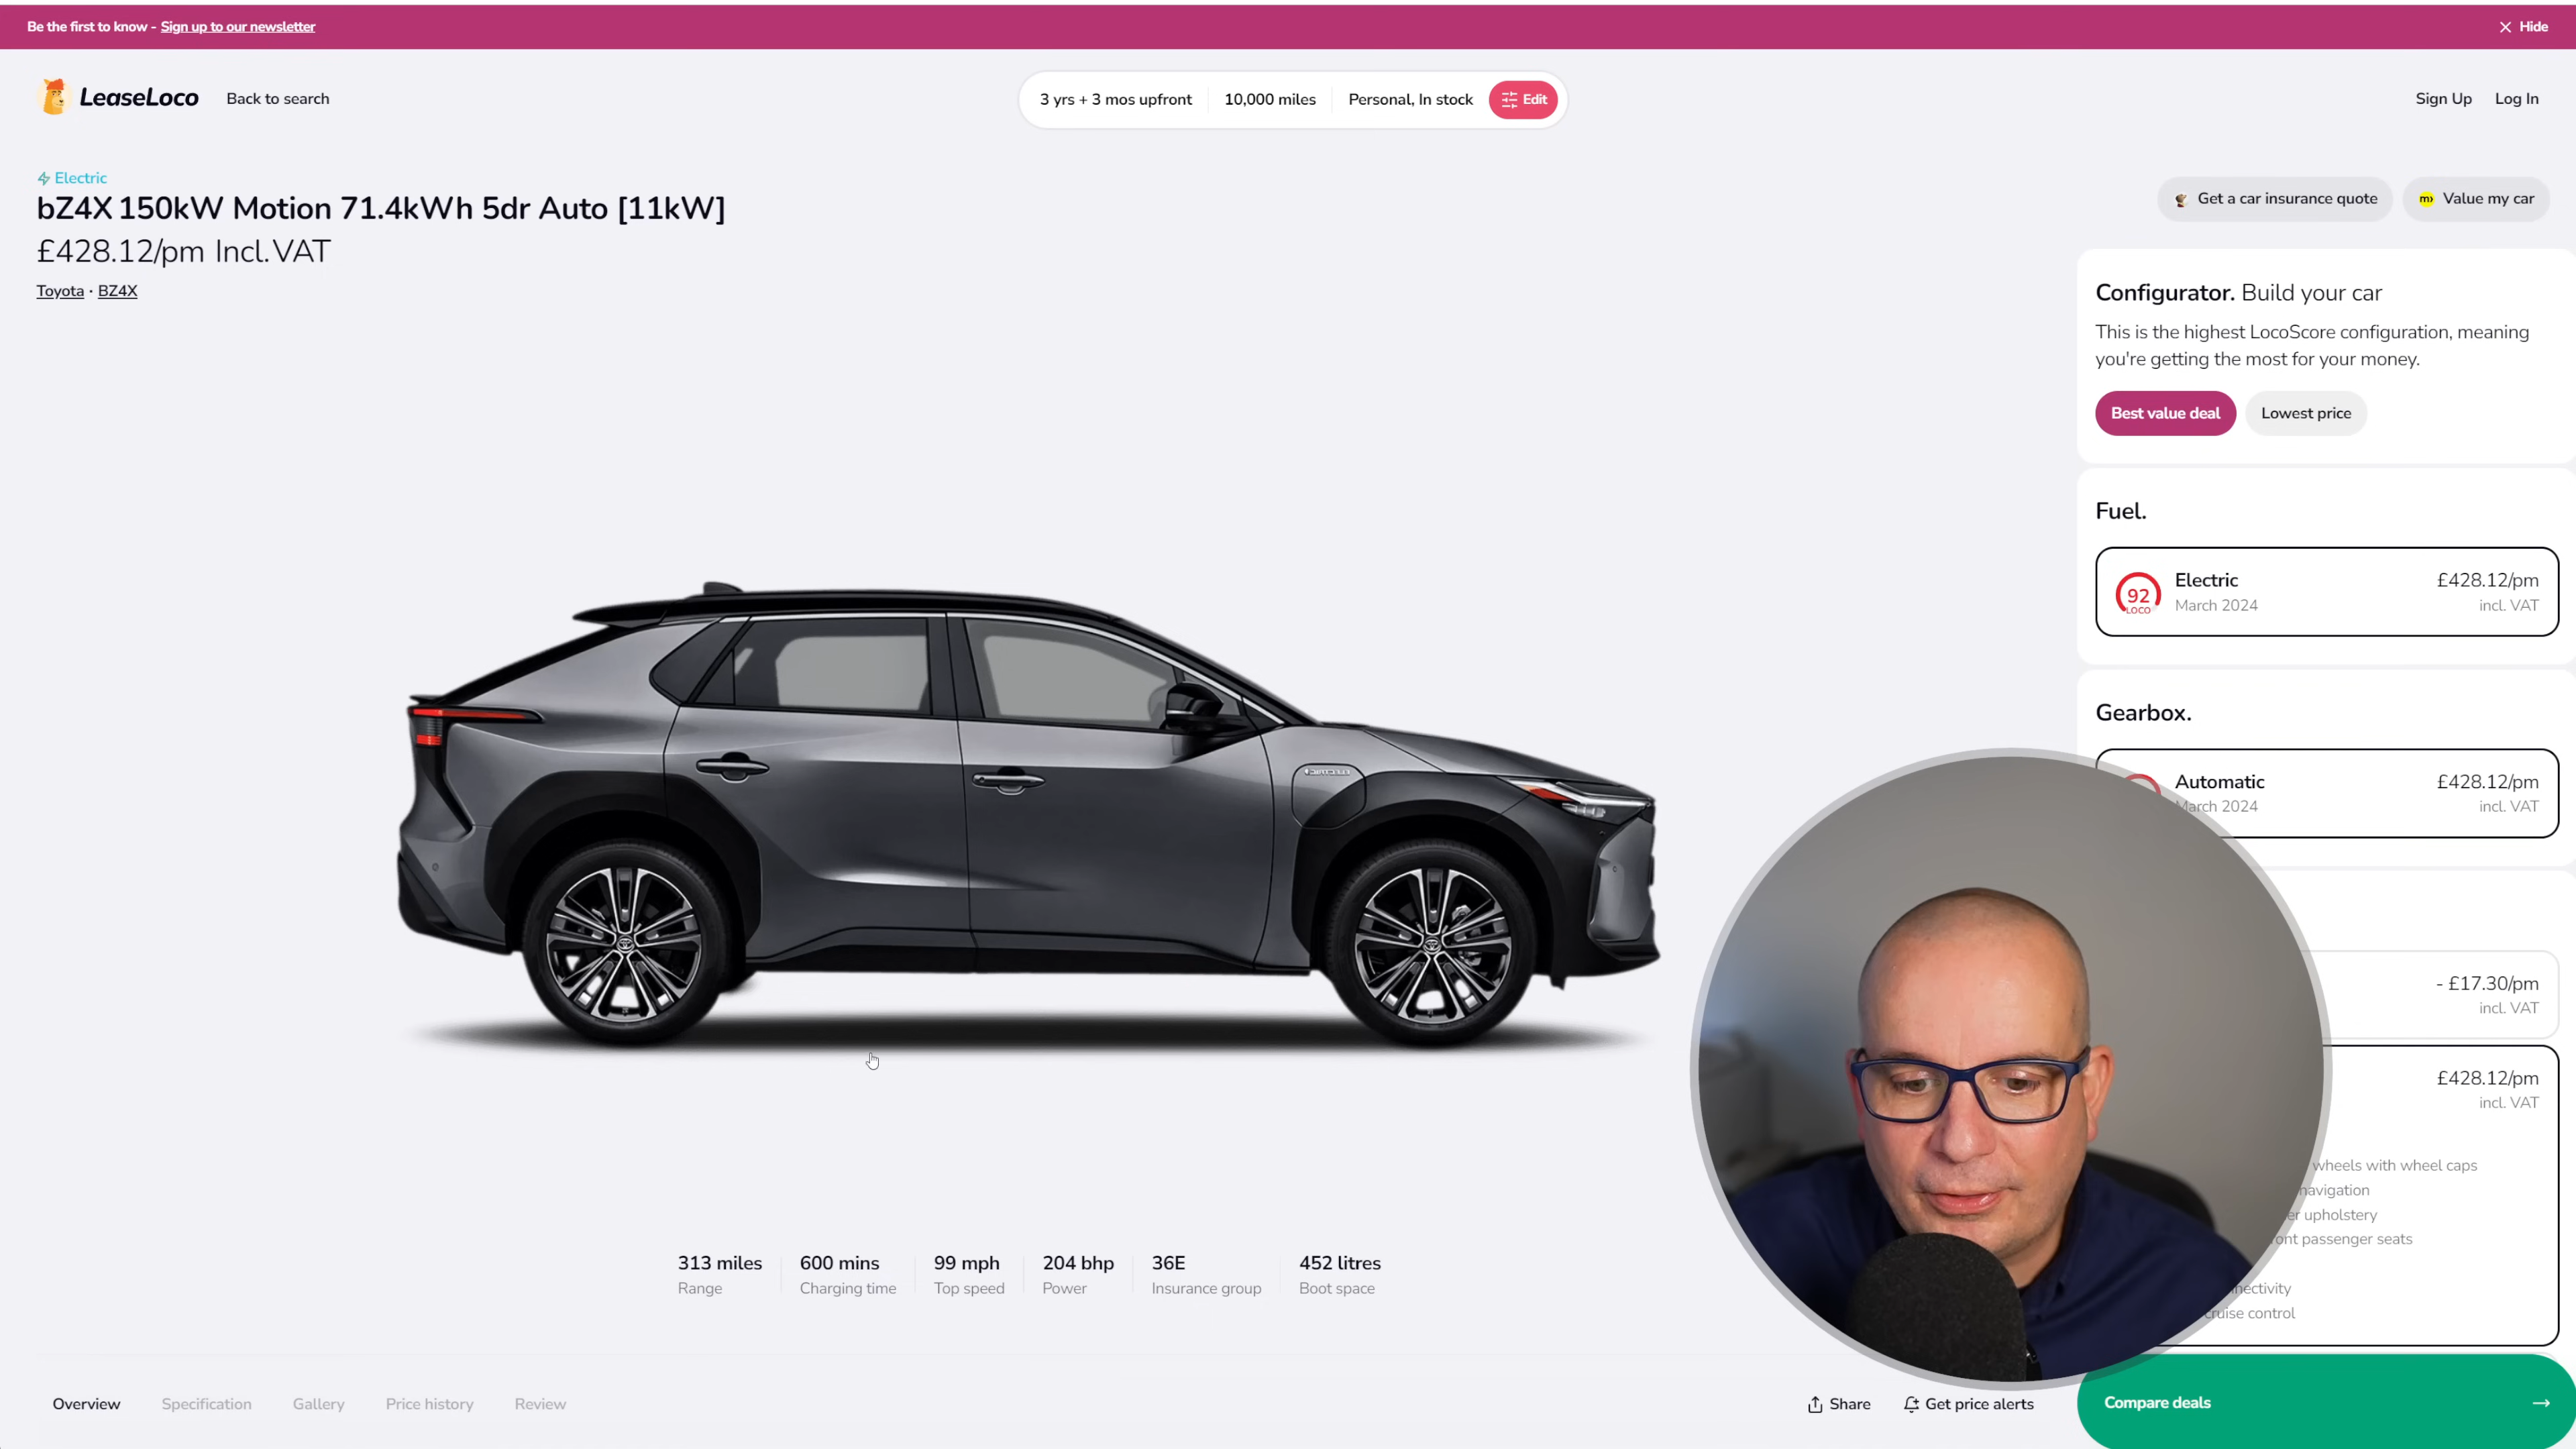 Be the first to know - Sign up to our newsletter
Hide
LeaseLoco
Back to search
3 yrs + 3 mos upfront
10,000 miles
Personal, In stock
Edit
Sign Up
Log In
Electric
bZ4X 150kW Motion 71.4kWh 5dr Auto [11kW]
£428.12/pm Incl.VAT
Toyota · BZ4X
Get a car insurance quote
Value my car
Configurator. Build your car
This is the highest LocoScore configuration, meaning
you're getting the most for your money.
Best value deal
Lowest price
Fuel.
92
LOCO
Electric
£428.12/pm
March 2024
incl. VAT
Gearbox.
Automatic
£428.12/pm
March 2024
incl. VAT
- £17.30/pm
incl. VAT
£428.12/pm
incl. VAT
wheels with wheel caps
navigation
upholstery
passenger seats
cruise control
313 miles
Range
600 mins
Charging time
99 mph
Top speed
204 bhp
Power
36E
Insurance group
452 litres
Boot space
Overview
Specification
Gallery
Price history
Review
Share
Get price alerts
Compare deals